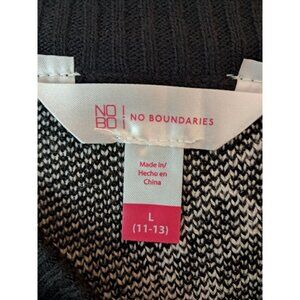 NO
BO
NO BOUNDARIES
Made in/
Hecho en
China
L
(11-13)